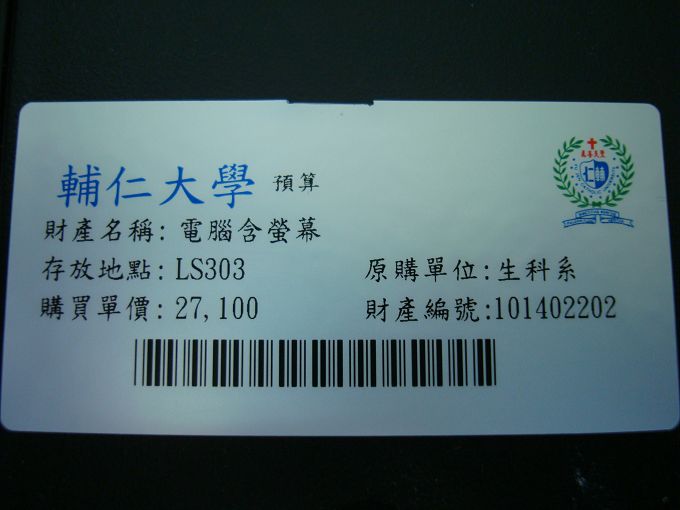 輔仁大學 預算
財產名稱: 電腦含螢幕
存放地點: LS303 原購單位: 生科系
購買單價: 27,100 財產編號:101402202